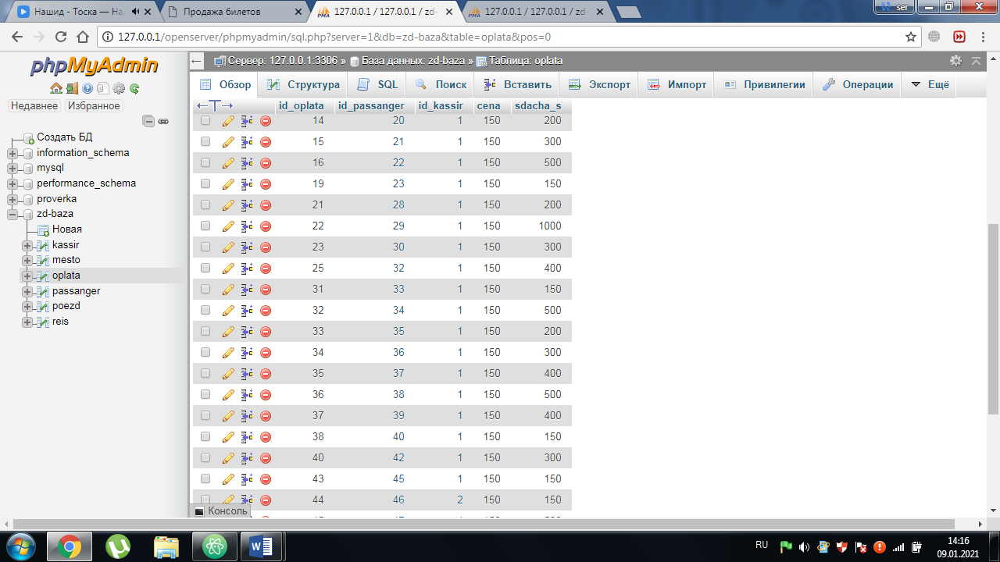 Нашид - Тоска — На
Продажа билетов
127.0.0.1 / 127.0.0.1 / zd-
127.0.0.1 / 127.0.0.1 / zd-
ser
127.0.0.1/openserver/phpmyadmin/sql.php?server=1&db=zd-baza&table=oplata&pos=0
phpMyAdmin
Недавнее Избранное
Создать БД
information_schema
mysql
performance_schema
proverka
zd-baza
Новая
kassir
mesto
oplata
passanger
poezd
reis
Сервер: 127.0.0.1:3306 » База данных: zd-baza » Таблица: oplata
Обзор Структура SQL Поиск Вставить Экспорт Импорт Привилегии Операции Ещё
id_oplata id_passanger id_kassir cena sdacha_s
14 20 1 150 200
15 21 1 150 300
16 22 1 150 500
19 23 1 150 150
21 28 1 150 200
22 29 1 150 1000
23 30 1 150 300
25 32 1 150 400
31 33 1 150 150
32 34 1 150 500
33 35 1 150 200
34 36 1 150 300
35 37 1 150 400
36 38 1 150 500
37 39 1 150 400
38 40 1 150 150
40 42 1 150 300
43 45 1 150 150
44 46 2 150 150
Консоль
RU
14:16
09.01.2021